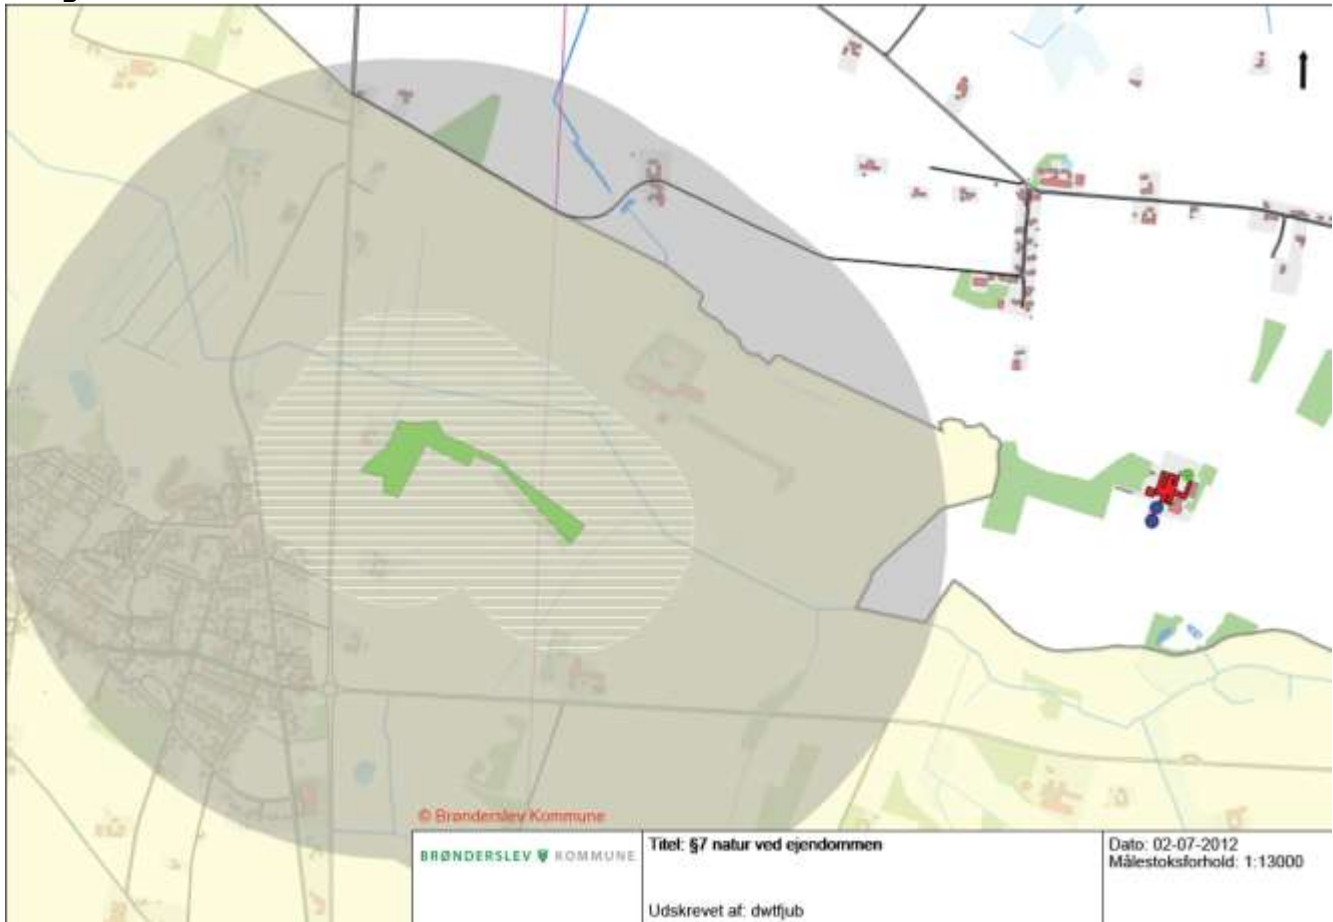 © Brønderslev Kommune
BRØNDERSLEV KOMMUNE
Titel: §7 natur ved ejendommen
Udskrevet af: dwtfjub
Dato: 02-07-2012
Målestoksforhold: 1:13000